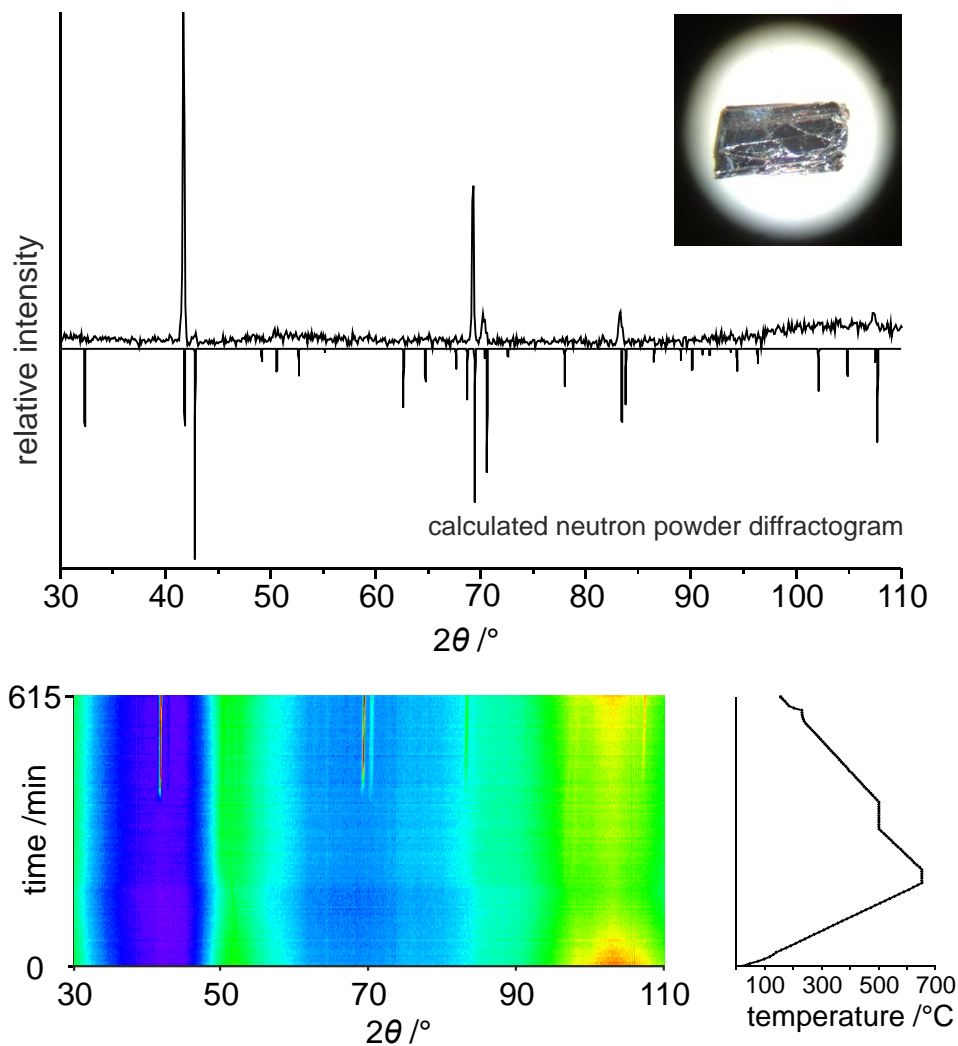 relative intensity
calculated neutron powder diffractogram
30 40 50 60 70 80 90 100 110
2θ /°
615
time /min
0
30 50 70 90 110
2θ /°
100 300 500 700
temperature /°C